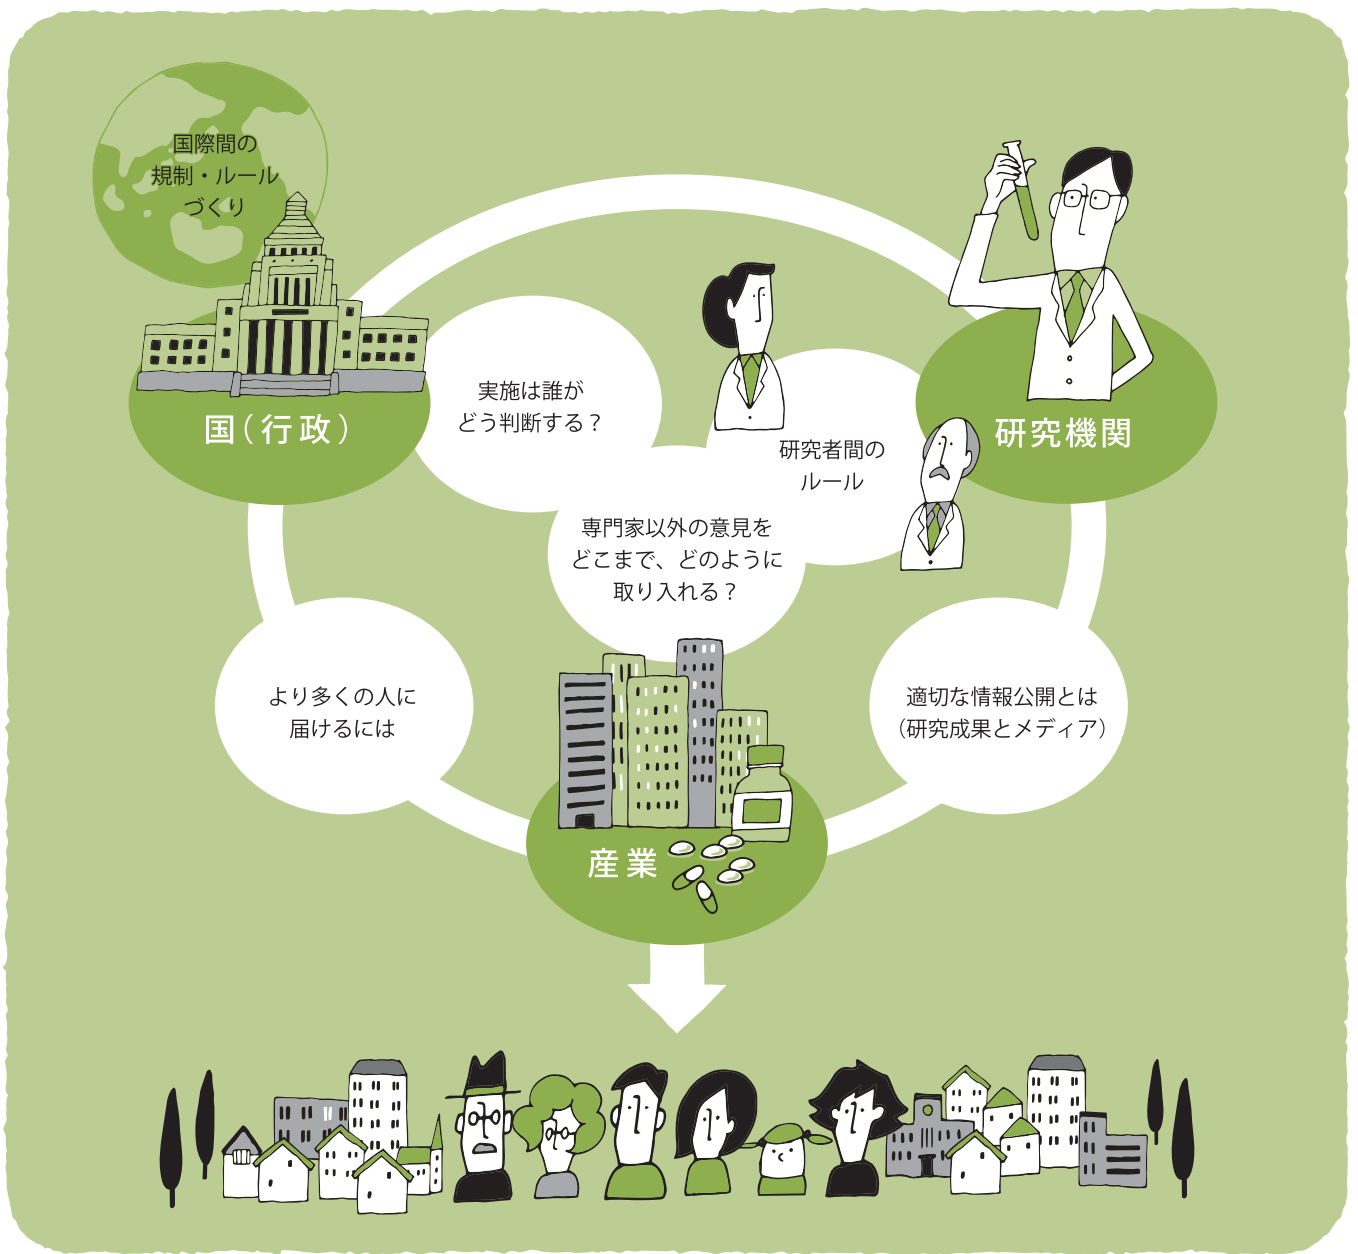 国際間の
規制・ルール
づくり
国（行政）
実施は誰が
どう判断する？
研究者間の
ルール
研究機関
専門家以外の意見を
どこまで、どのように
取り入れる？
より多くの人に
届けるには
適切な情報公開とは
（研究成果とメディア）
産業